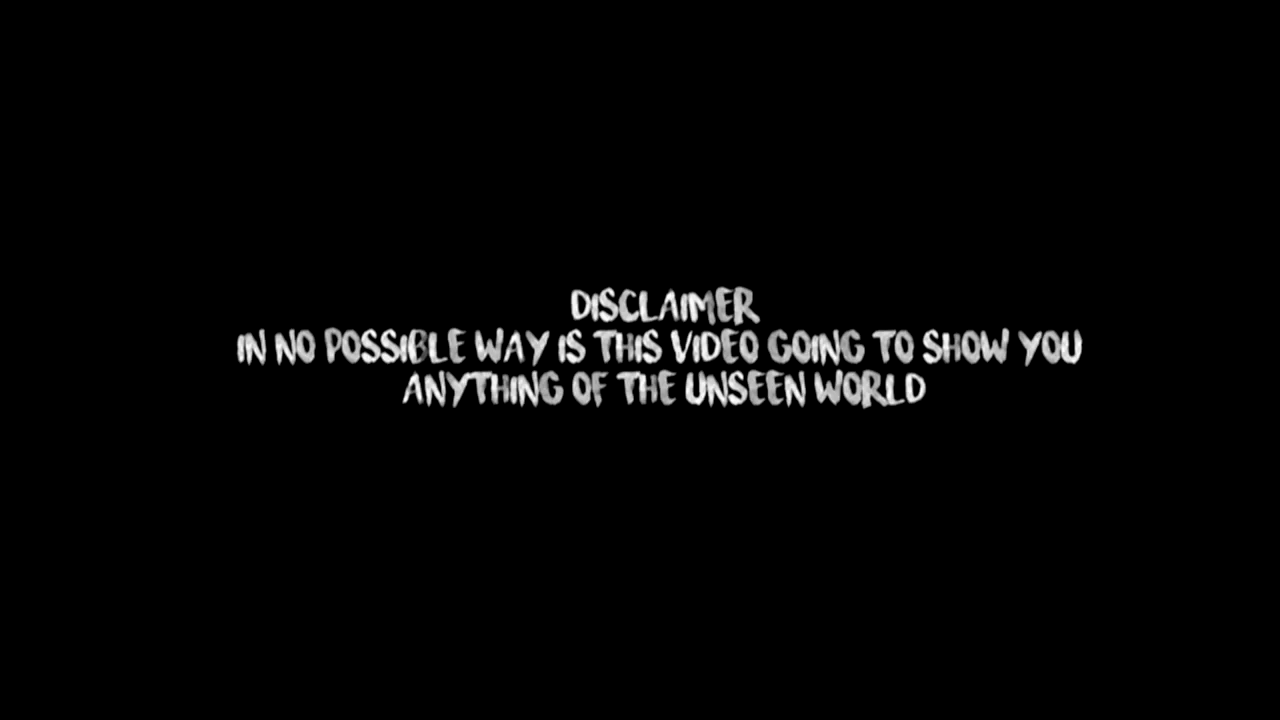 DISCLAIMER
IN NO POSSIBLE WAY IS THIS VIDEO GOING TO SHOW YOU
ANYTHING OF THE UNSEEN WORLD